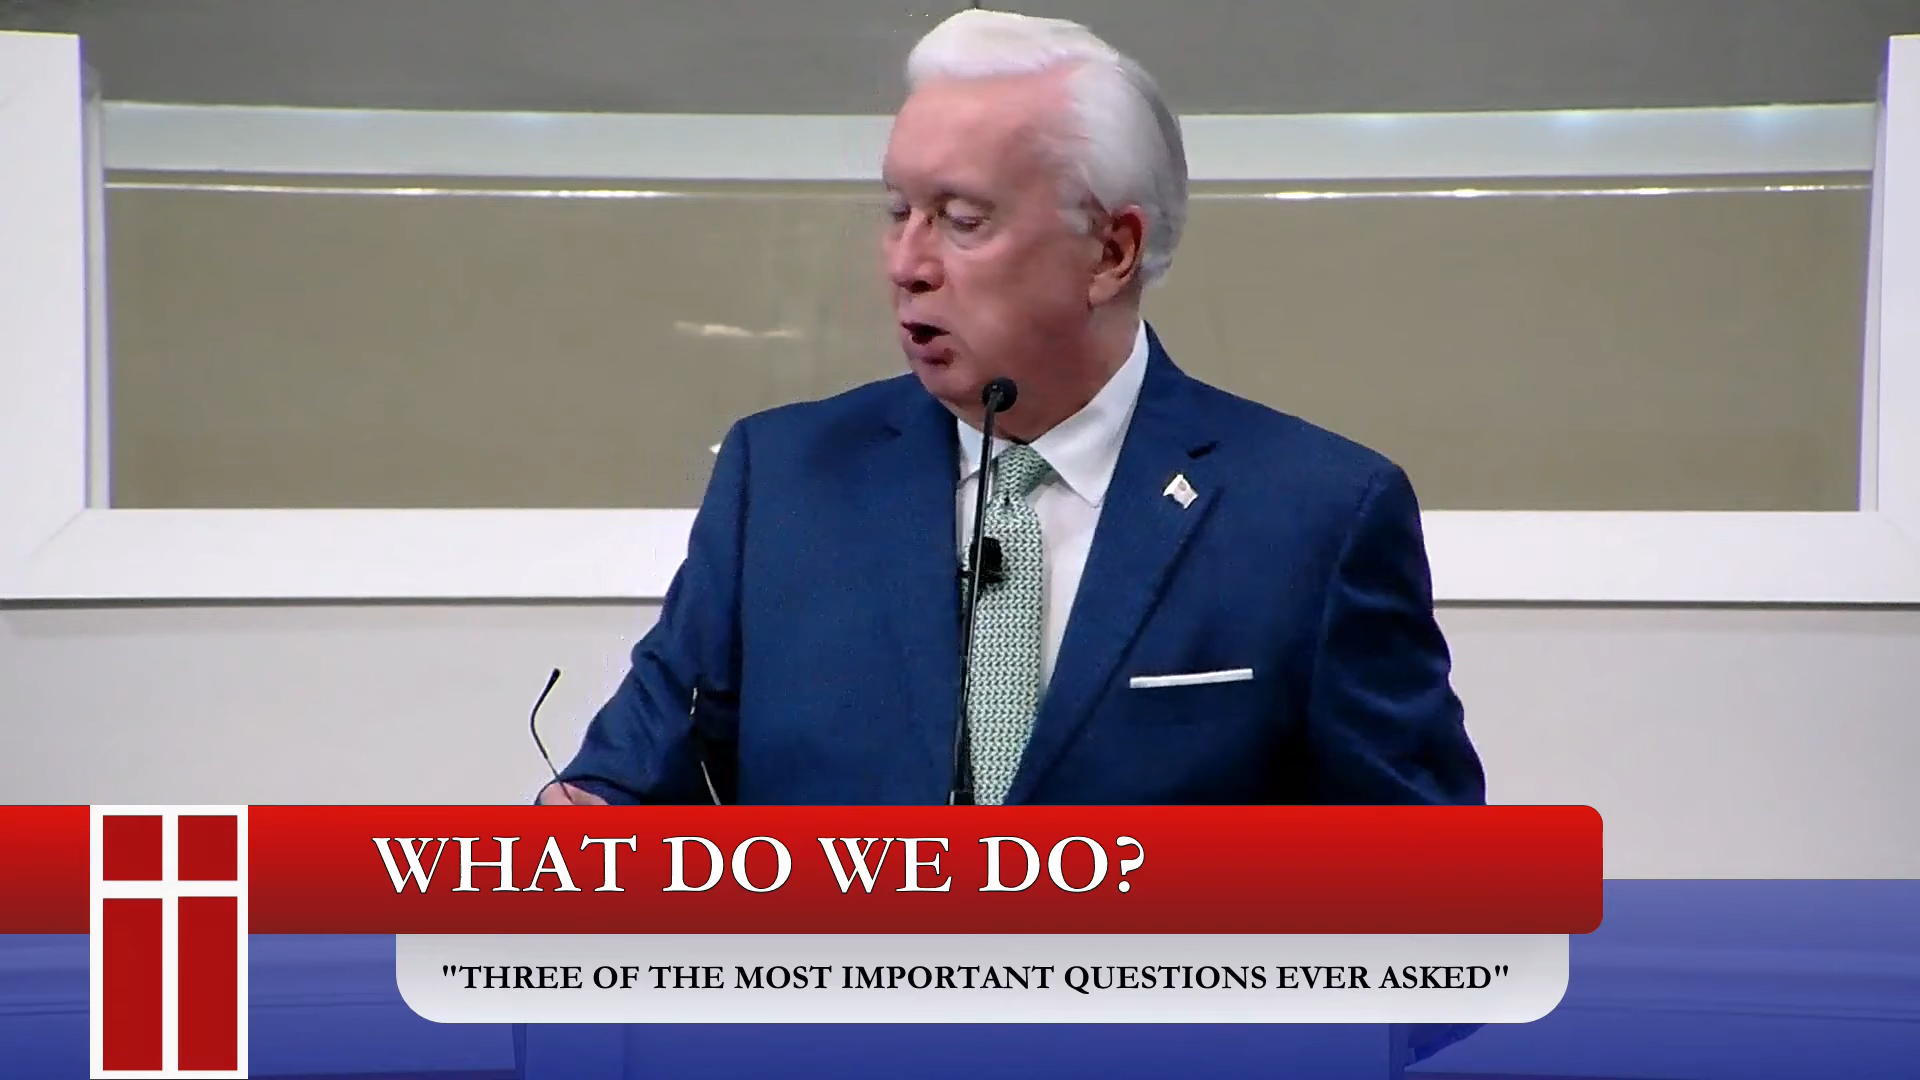 WHAT DO WE DO?
"THREE OF THE MOST IMPORTANT QUESTIONS EVER ASKED"